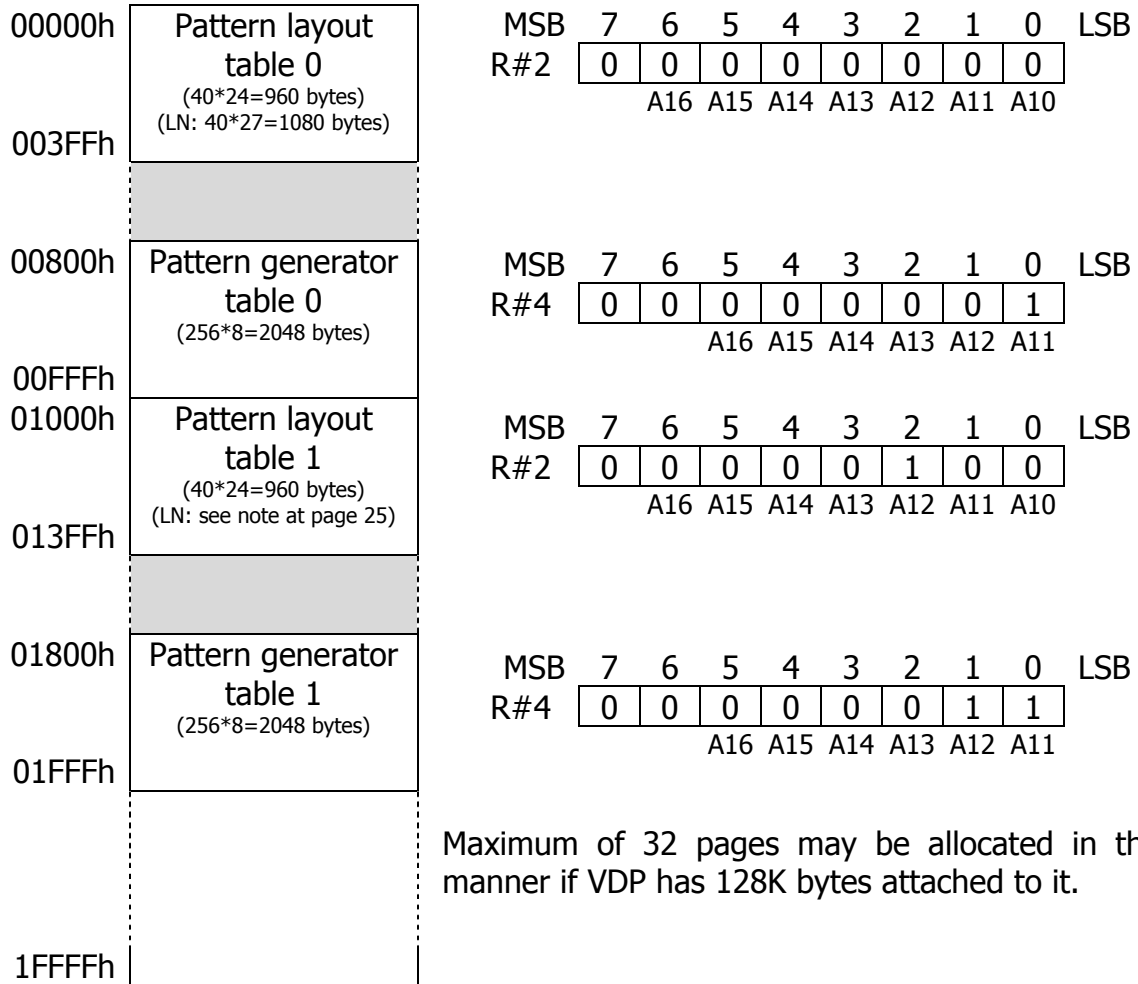 00000h Pattern layout MSB 7 6 5 4 3 2 1 0 LSB
table 0 R#2 0 0 0 0 0 0 0 0
(40*24=960 bytes) A16 A15 A14 A13 A12 A11 A10
(LN: 40*27=1080 bytes)
003FFh
00800h Pattern generator MSB 7 6 5 4 3 2 1 0 LSB
table 0 R#4 0 0 0 0 0 0 0 1
(256*8=2048 bytes) A16 A15 A14 A13 A12 A11
00FFFh
01000h Pattern layout MSB 7 6 5 4 3 2 1 0 LSB
table 1 R#2 0 0 0 0 0 1 0 0
(40*24=960 bytes) A16 A15 A14 A13 A12 A11 A10
(LN: see note at page 25)
013FFh
01800h Pattern generator MSB 7 6 5 4 3 2 1 0 LSB
table 1 R#4 0 0 0 0 0 0 1 1
(256*8=2048 bytes) A16 A15 A14 A13 A12 A11
01FFFh
Maximum of 32 pages may be allocated in th
manner if VDP has 128K bytes attached to it.
1FFFFh